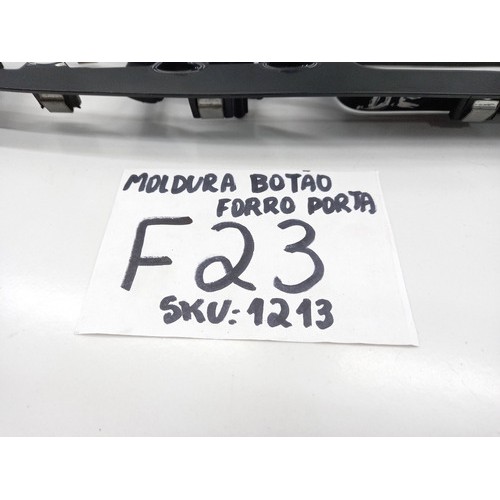 MOLDURA BOTÃO
FORRO PORTA
F23
SKU: 1213